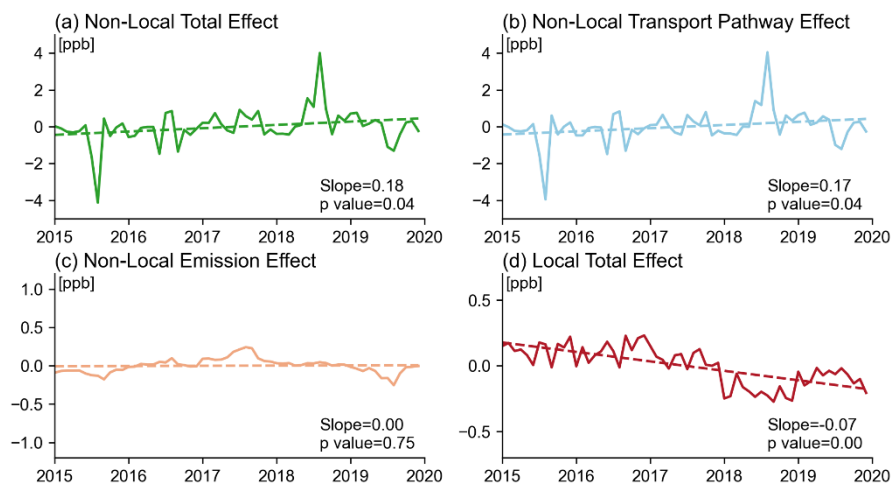 (a) Non-Local Total Effect
[ppb]
4
2
0
−2
−4
Slope=0.18
p value=0.04
2015 2016 2017 2018 2019 2020
(b) Non-Local Transport Pathway Effect
[ppb]
4
2
0
−2
−4
Slope=0.17
p value=0.04
2015 2016 2017 2018 2019 2020
(c) Non-Local Emission Effect
[ppb]
1.0
0.5
0.0
−0.5
−1.0
Slope=0.00
p value=0.75
2015 2016 2017 2018 2019 2020
(d) Local Total Effect
[ppb]
0.5
0.0
−0.5
Slope=-0.07
p value=0.00
2015 2016 2017 2018 2019 2020